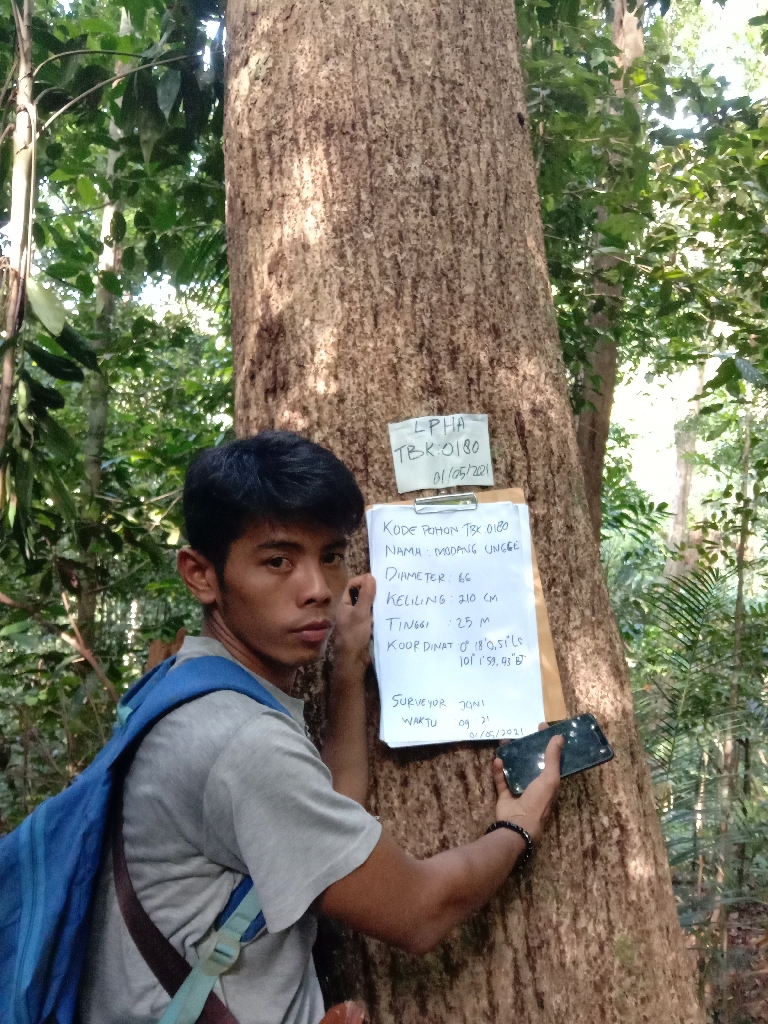 LPHA
TBK.0180
01/05/2021
KODE POHON TBK 0180
NAMA : MODANG UNGGE
DIAMETER : 66
KELILING : 210 CM
TINGGI : 25 M
KOORDINAT 0° 18' 0,51" LS
101° 1' 59, 93" BT
SURVEYOR JONI
WAKTU : 09 21
01/05/2021